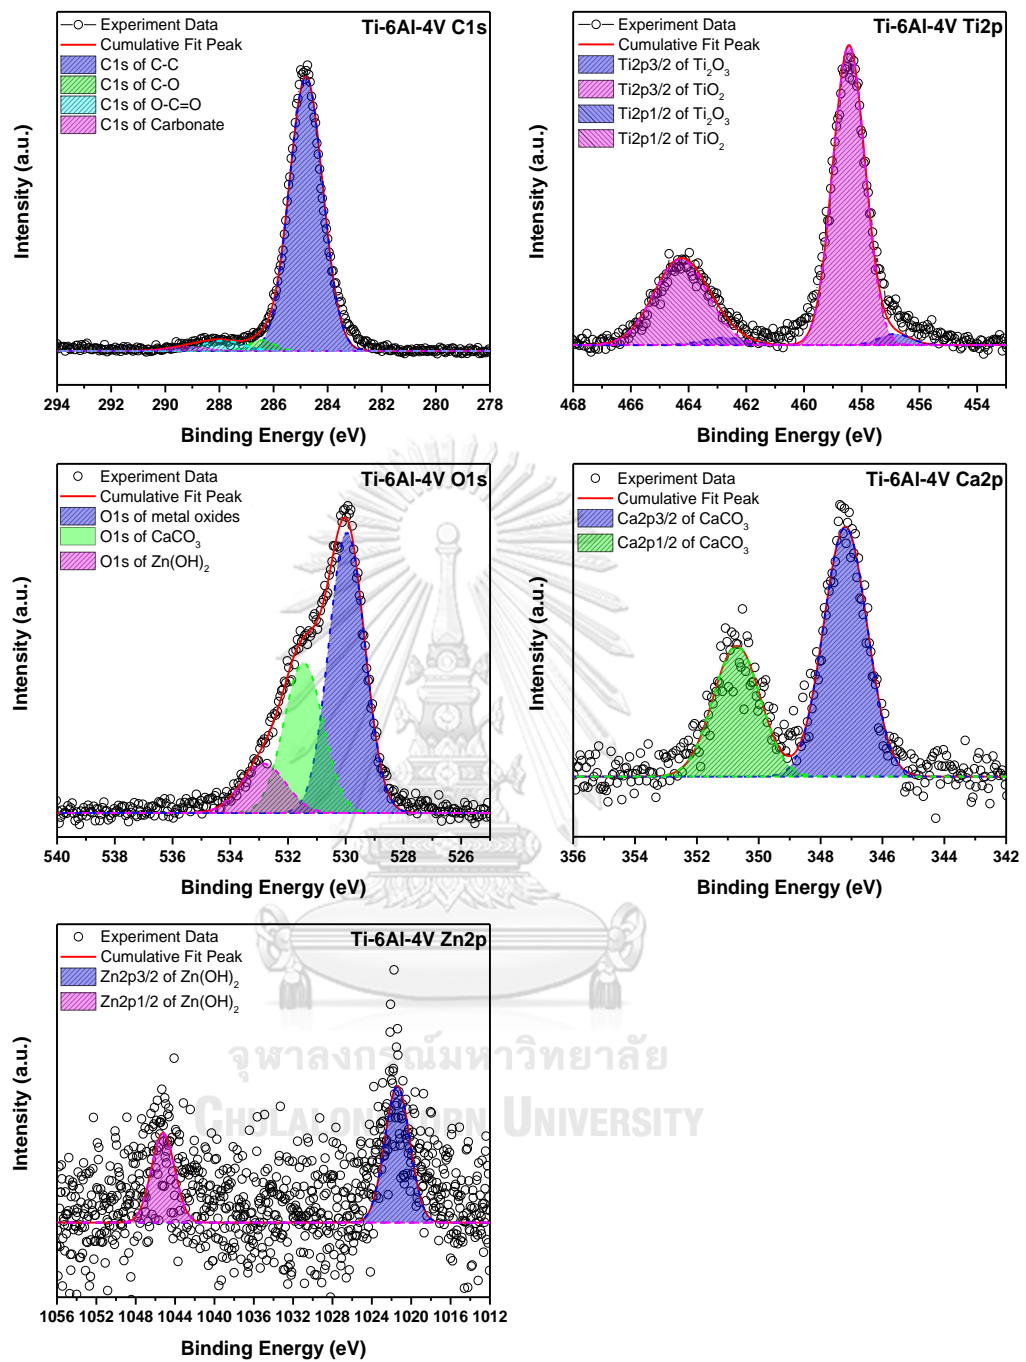 Experiment Data
Cumulative Fit Peak
C1s of C-C
C1s of C-O
C1s of O-C=O
C1s of Carbonate
Ti-6Al-4V C1s
Intensity (a.u.)
294 292 290 288 286 284 282 280 278
Binding Energy (eV)
Experiment Data
Cumulative Fit Peak
Ti2p3/2 of Ti₂O₃
Ti2p3/2 of TiO₂
Ti2p1/2 of Ti₂O₃
Ti2p1/2 of TiO₂
Ti-6Al-4V Ti2p
Intensity (a.u.)
468 466 464 462 460 458 456 454
Binding Energy (eV)
Experiment Data
Cumulative Fit Peak
O1s of metal oxides
O1s of CaCO₃
O1s of Zn(OH)₂
Ti-6Al-4V O1s
Intensity (a.u.)
540 538 536 534 532 530 528 526
Binding Energy (eV)
Experiment Data
Cumulative Fit Peak
Ca2p3/2 of CaCO₃
Ca2p1/2 of CaCO₃
Ti-6Al-4V Ca2p
Intensity (a.u.)
356 354 352 350 348 346 344 342
Binding Energy (eV)
Experiment Data
Cumulative Fit Peak
Zn2p3/2 of Zn(OH)₂
Zn2p1/2 of Zn(OH)₂
Ti-6Al-4V Zn2p
Intensity (a.u.)
1056 1052 1048 1044 1040 1036 1032 1028 1024 1020 1016 1012
Binding Energy (eV)
จุฬาลงกรณ์มหาวิทยาลัย
CHULALONGKORN UNIVERSITY